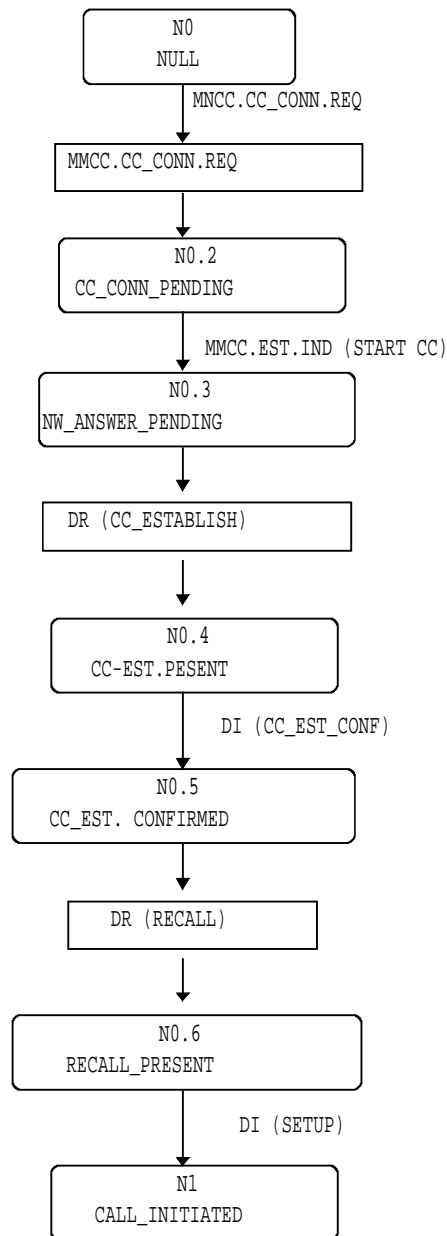 N0
NULL
MNCC.CC_CONN.REQ
MMCC.CC_CONN.REQ
N0.2
CC_CONN_PENDING
MMCC.EST.IND (START CC)
N0.3
NW_ANSWER_PENDING
DR (CC_ESTABLISH)
N0.4
CC-EST.PESENT
DI (CC_EST_CONF)
N0.5
CC_EST. CONFIRMED
DR (RECALL)
N0.6
RECALL_PRESENT
DI (SETUP)
N1
CALL_INITIATED